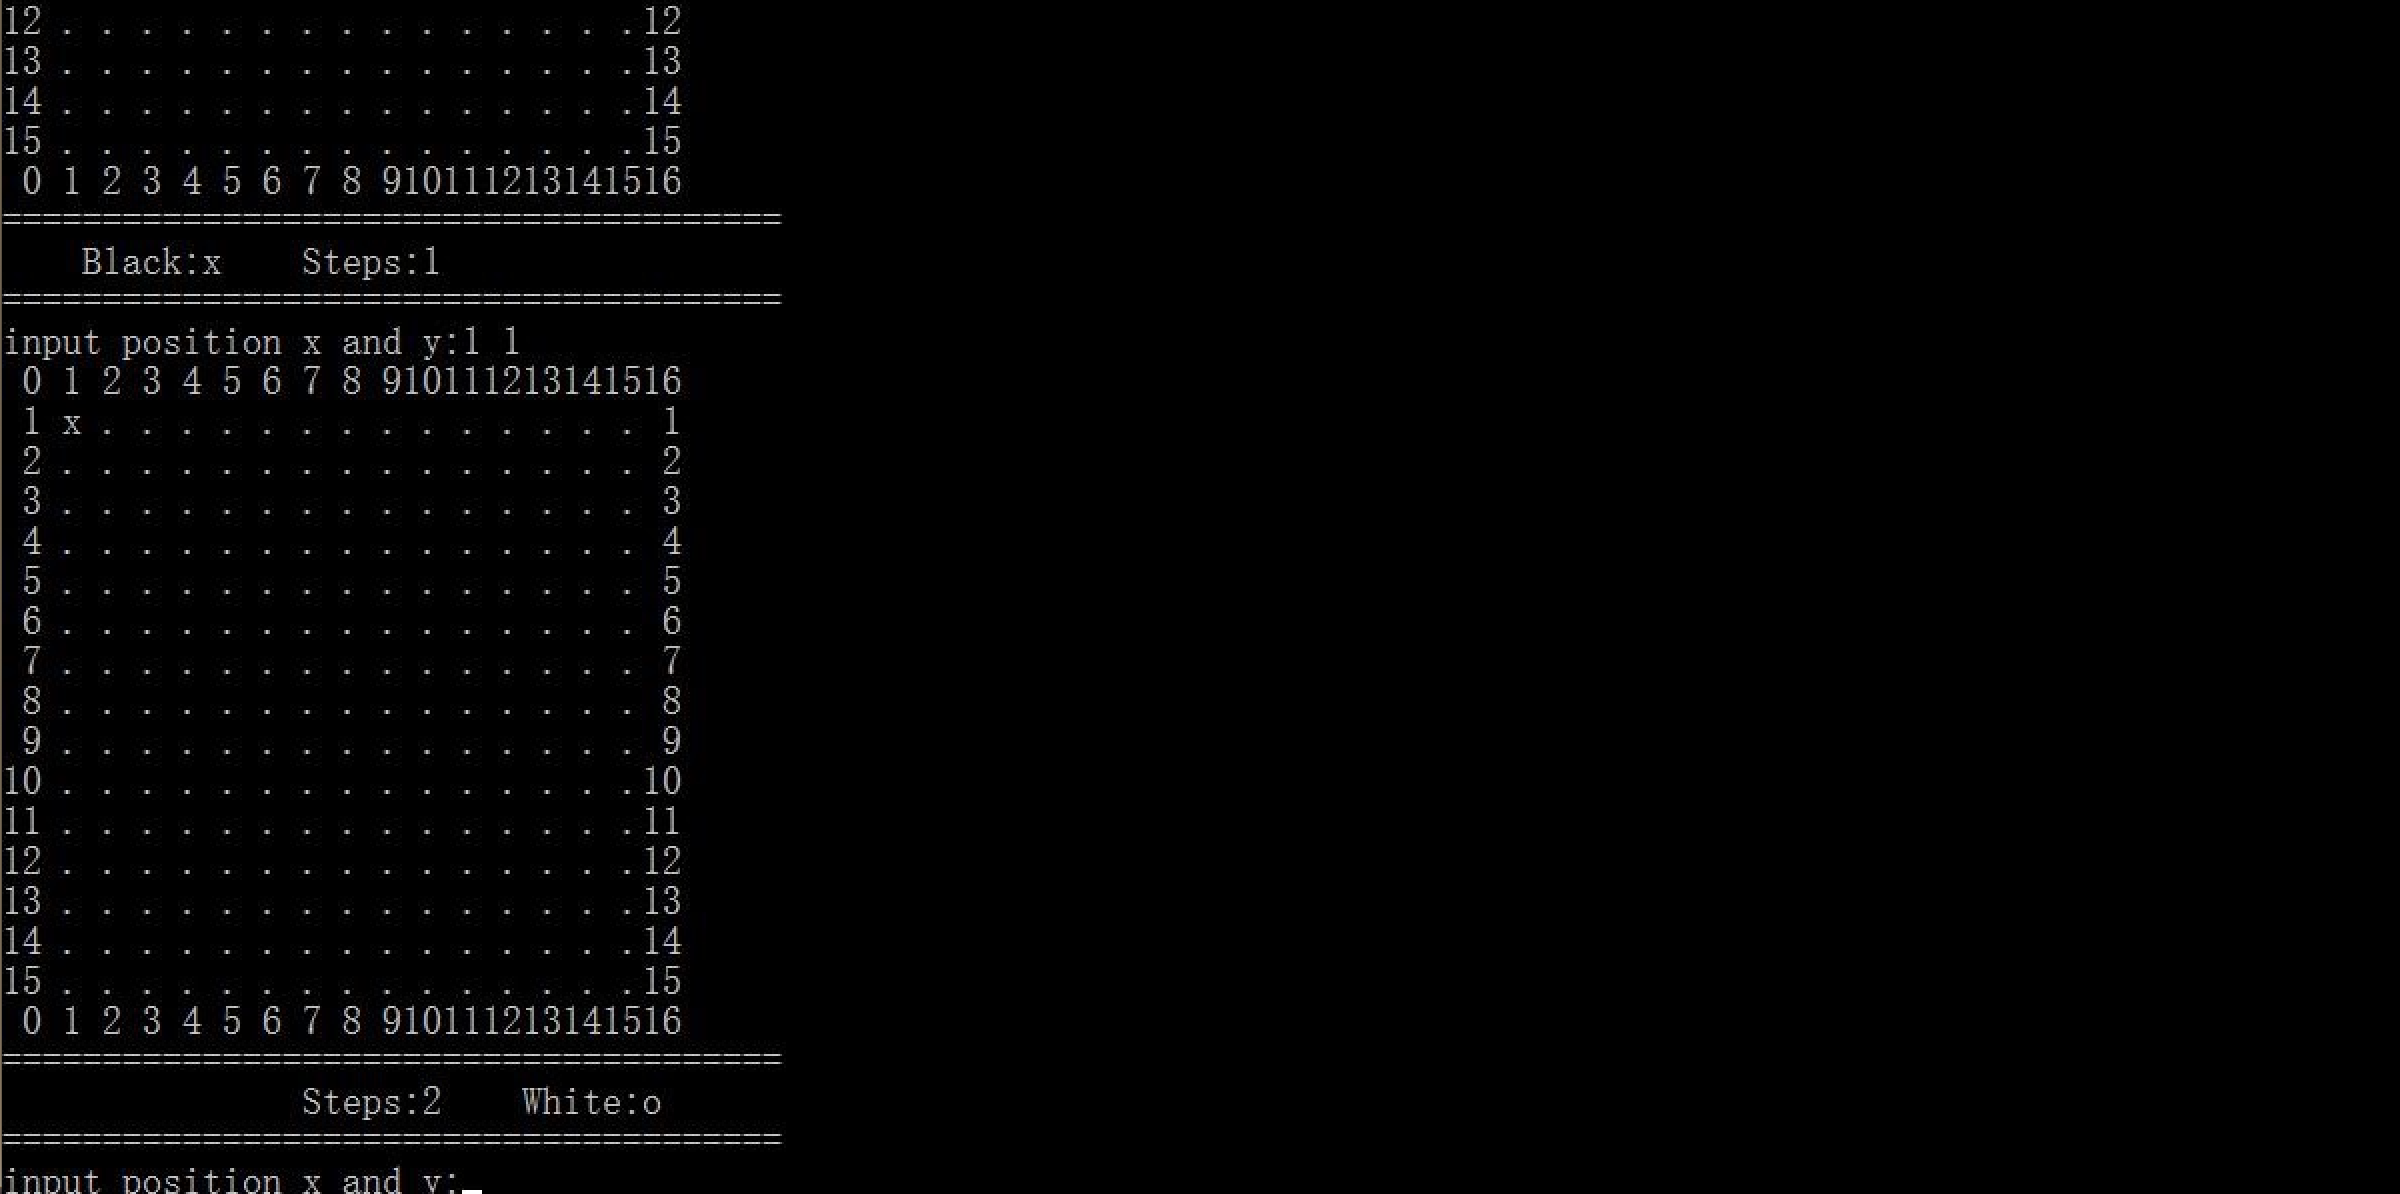 12 . . . . . . . . . . . . . . .12
13 . . . . . . . . . . . . . . .13
14 . . . . . . . . . . . . . . .14
15 . . . . . . . . . . . . . . .15
 0 1 2 3 4 5 6 7 8 910111213141516
=======================================
    Black:x    Steps:1
=======================================
input position x and y:1 1
 0 1 2 3 4 5 6 7 8 910111213141516
 1 x . . . . . . . . . . . . . . 1
 2 . . . . . . . . . . . . . . . 2
 3 . . . . . . . . . . . . . . . 3
 4 . . . . . . . . . . . . . . . 4
 5 . . . . . . . . . . . . . . . 5
 6 . . . . . . . . . . . . . . . 6
 7 . . . . . . . . . . . . . . . 7
 8 . . . . . . . . . . . . . . . 8
 9 . . . . . . . . . . . . . . . 9
10 . . . . . . . . . . . . . . .10
11 . . . . . . . . . . . . . . .11
12 . . . . . . . . . . . . . . .12
13 . . . . . . . . . . . . . . .13
14 . . . . . . . . . . . . . . .14
15 . . . . . . . . . . . . . . .15
 0 1 2 3 4 5 6 7 8 910111213141516
=======================================
               Steps:2    White:o
=======================================
input position x and y: